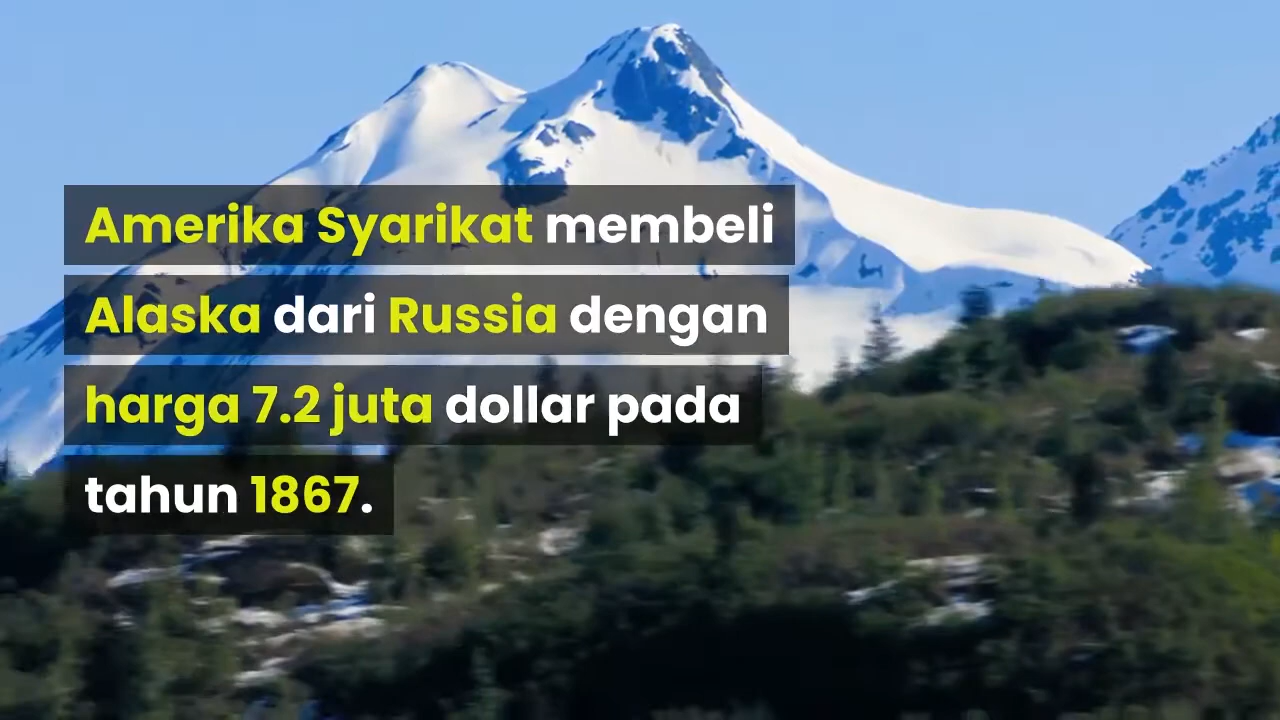 Amerika Syarikat membeli
Alaska dari Russia dengan
harga 7.2 juta dollar pada
tahun 1867.